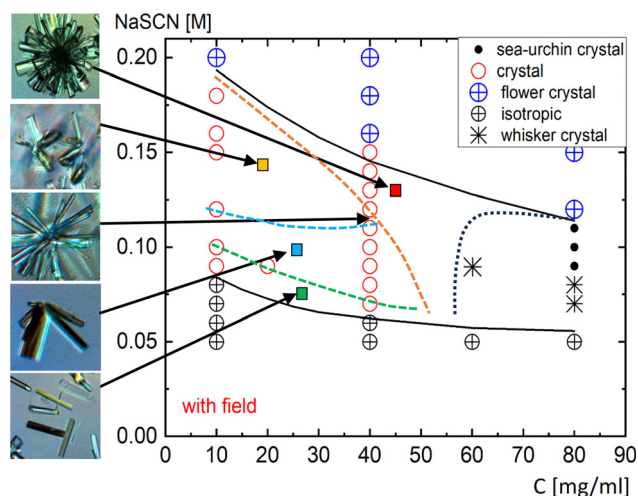 NaSCN [M]
0.20
0.15
0.10
0.05
0.00
sea-urchin crystal
crystal
flower crystal
isotropic
whisker crystal
with field
0 10 20 30 40 50 60 70 80 90
C [mg/ml]